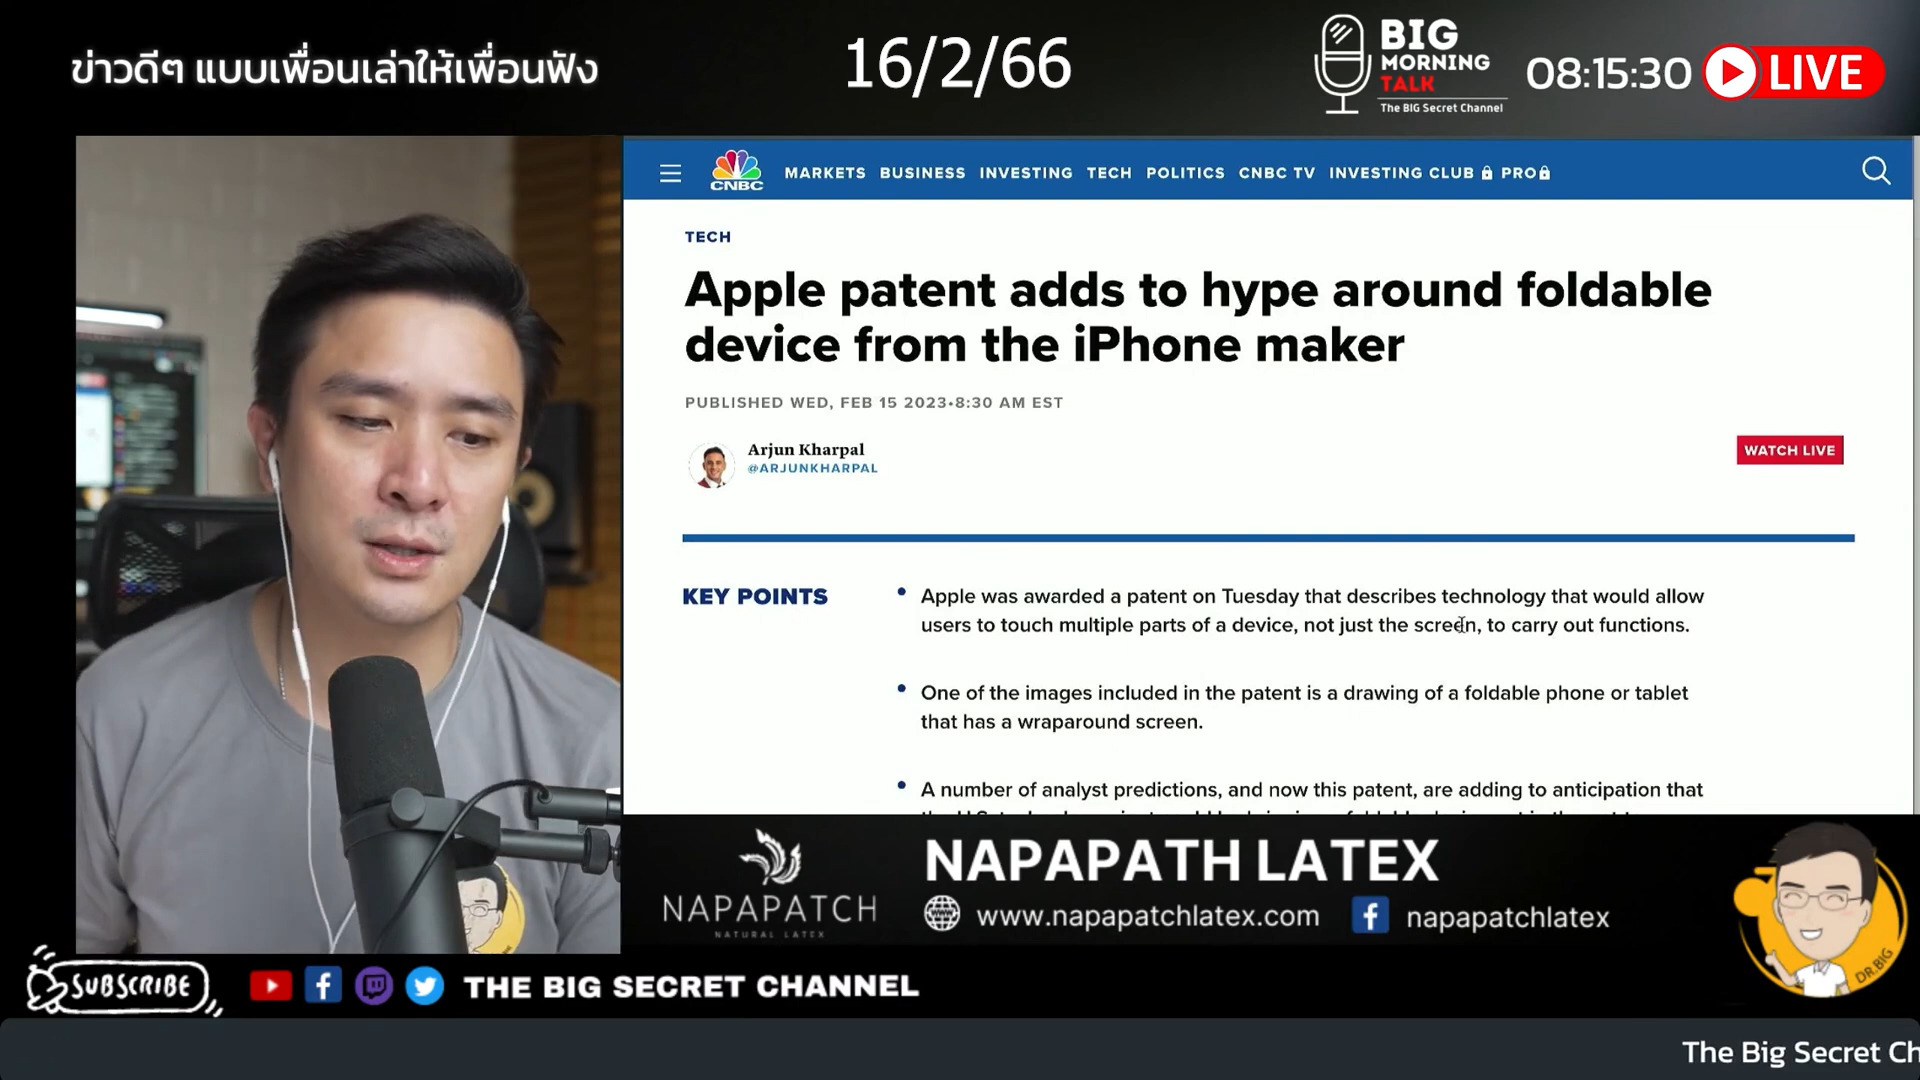 ข่าวดีๆ แบบเพื่อนเล่าให้เพื่อนฟัง
16/2/66
BIG
MORNING
TALK
The BIG Secret Channel
08:15:30
LIVE
CNBC
MARKETS BUSINESS INVESTING TECH POLITICS CNBC TV INVESTING CLUB PRO
TECH
Apple patent adds to hype around foldable
device from the iPhone maker
PUBLISHED WED, FEB 15 2023•8:30 AM EST
Arjun Kharpal
@ARJUNKHARPAL
WATCH LIVE
KEY POINTS
• Apple was awarded a patent on Tuesday that describes technology that would allow
users to touch multiple parts of a device, not just the screen, to carry out functions.
• One of the images included in the patent is a drawing of a foldable phone or tablet
that has a wraparound screen.
• A number of analyst predictions, and now this patent, are adding to anticipation that
NAPAPATCH
NATURAL LATEX
NAPAPATH LATEX
www.napapatchlatex.com
napapatchlatex
DR.BIG
SUBSCRIBE
THE BIG SECRET CHANNEL
The Big Secret Ch